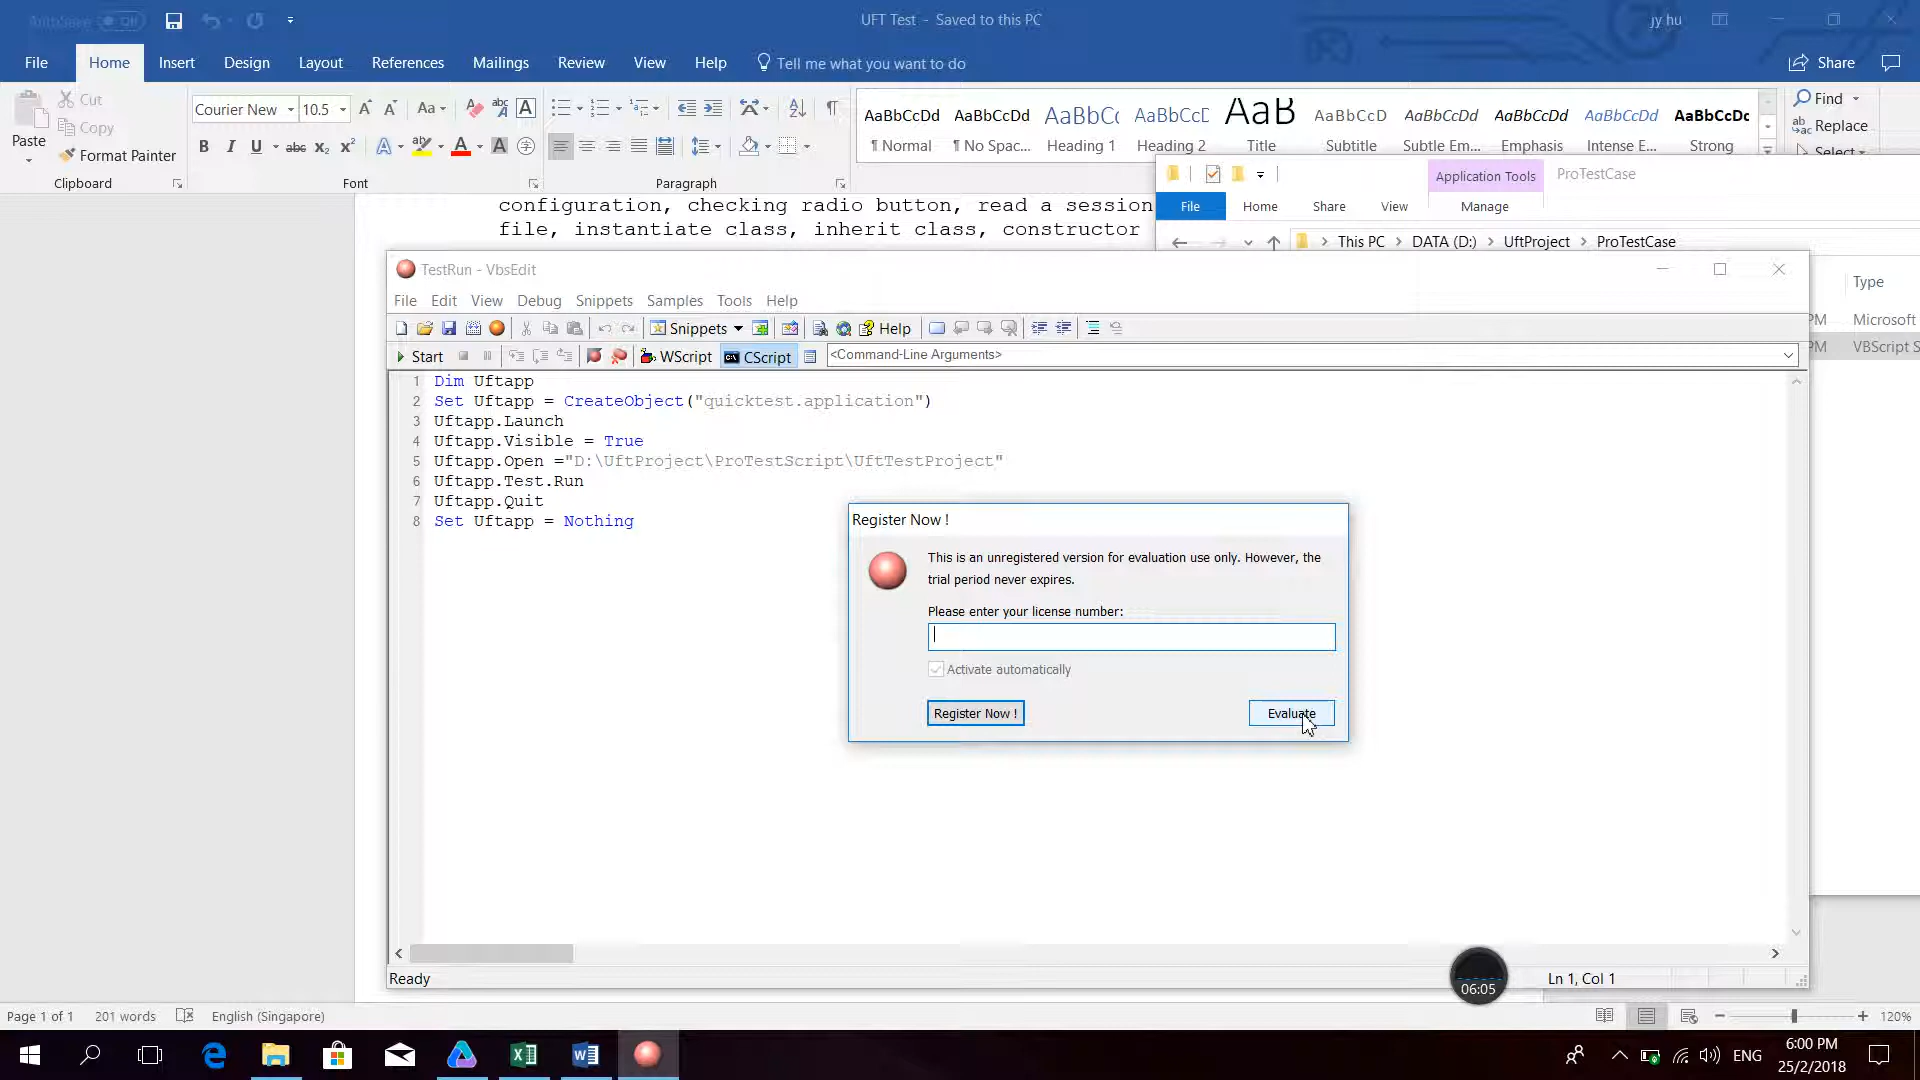 AutoSave Off
UFT Test - Saved to this PC
jy hu
File Home Insert Design Layout References Mailings Review View Help Tell me what you want to do
Share
Paste
Cut
Copy
Format Painter
Clipboard
Courier New 10.5
Font
Paragraph
AaBbCcDd AaBbCcDd AaBbCc AaBbCcD AaB AaBbCcD AaBbCcDd AaBbCcDd AaBbCcDd AaBbCcDc
¶ Normal ¶ No Spac... Heading 1 Heading 2 Title Subtitle Subtle Em... Emphasis Intense E... Strong
Find
Replace
Select
configuration, checking radio button, read a session
file, instantiate class, inherit class, constructor
Application Tools ProTestCase
File Home Share View Manage
This PC DATA (D:) UftProject ProTestCase
Type
PM Microsoft
PM VBScript S
TestRun - VbsEdit
File Edit View Debug Snippets Samples Tools Help
Snippets Help
Start WScript CScript <Command-Line Arguments>
1 Dim Uftapp
2 Set Uftapp = CreateObject("quicktest.application")
3 Uftapp.Launch
4 Uftapp.Visible = True
5 Uftapp.Open ="D:\UftProject\ProTestScript\UftTestProject"
6 Uftapp.Test.Run
7 Uftapp.Quit
8 Set Uftapp = Nothing
Register Now !
This is an unregistered version for evaluation use only. However, the
trial period never expires.
Please enter your license number:
Activate automatically
Register Now ! Evaluate
Ready
06:05
Ln 1, Col 1
Page 1 of 1 201 words English (Singapore)
120%
ENG
6:00 PM
25/2/2018